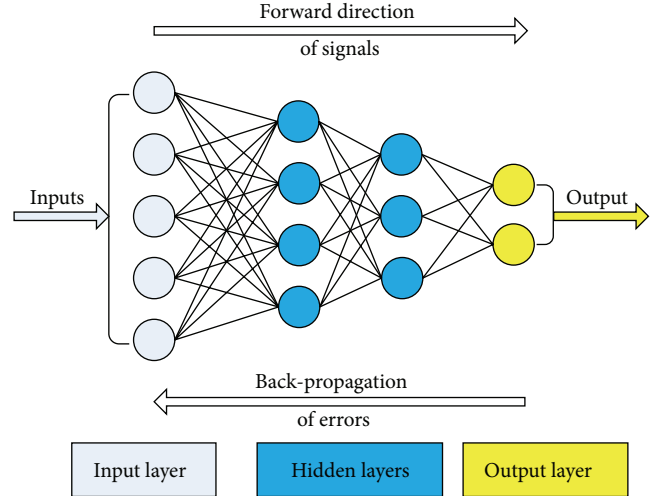 Forward direction
of signals
Inputs
Output
Back-propagation
of errors
Input layer
Hidden layers
Output layer